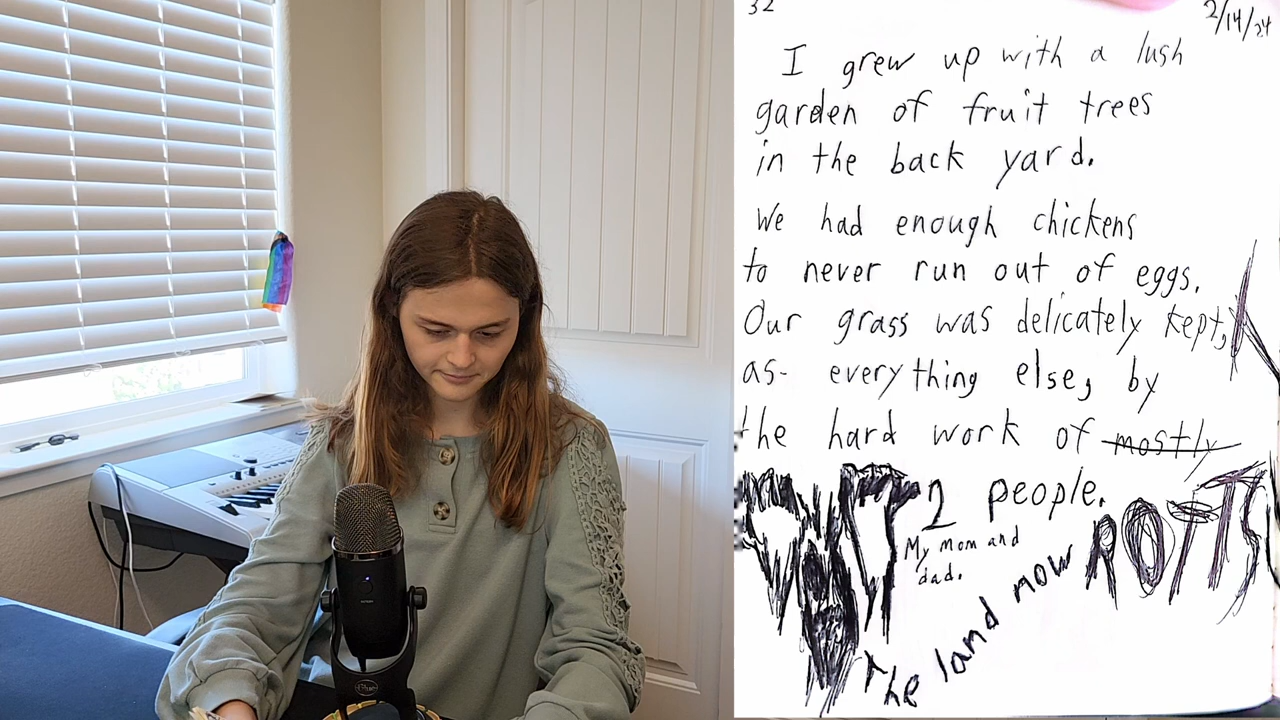 32
2/14/24
I grew up with a lush
garden of fruit trees
in the back yard.
We had enough chickens
to never run out of eggs.
Our grass was delicately kept,
as- everything else, by
the hard work of mostly
2 people.
My mom and
dad.
The land now ROTTS
blue